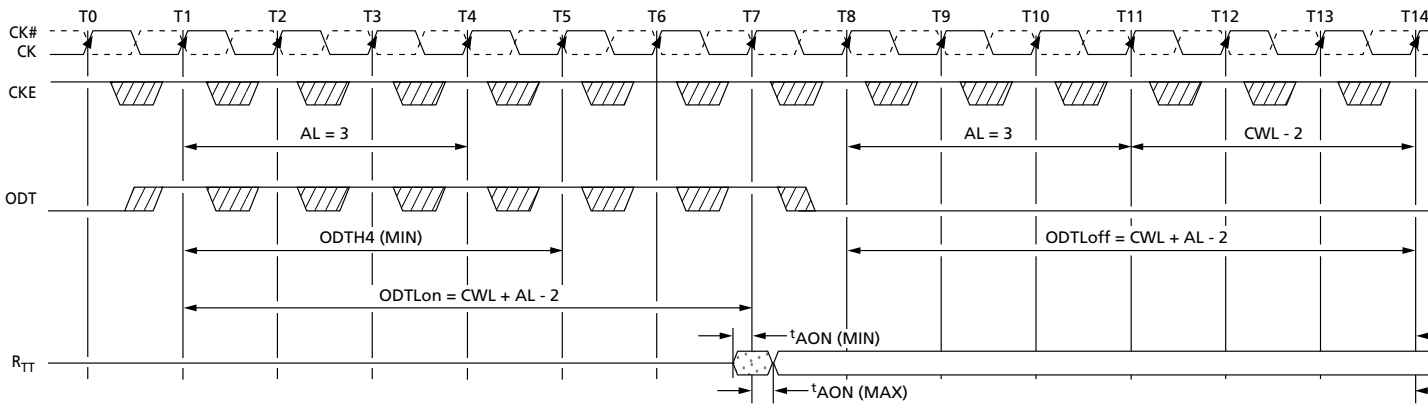 T0 T1 T2 T3 T4 T5 T6 T7 T8 T9 T10 T11 T12 T13 T14
CK#
CK
CKE
AL = 3 AL = 3 CWL - 2
ODT
ODTH4 (MIN) ODTLoff = CWL + AL - 2
ODTLon = CWL + AL - 2
tAON (MIN)
RTT
tAON (MAX)